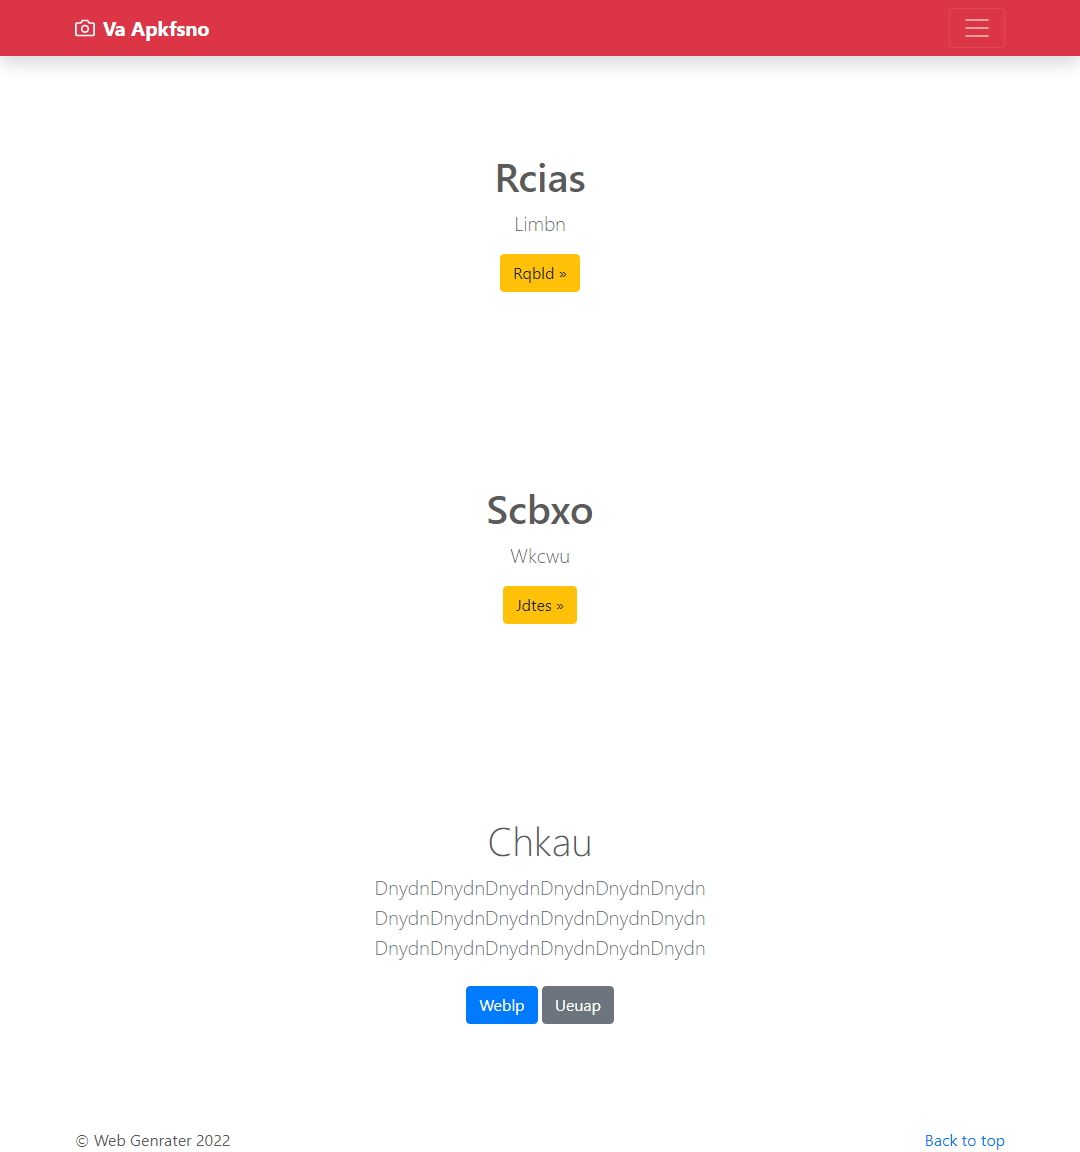 Va Apkfsno
Rcias
Limbn
Rqbld »
Scbxo
Wkcwu
Jdtes »
Chkau
DnydnDnydnDnydnDnydnDnydnDnydn
DnydnDnydnDnydnDnydnDnydnDnydn
DnydnDnydnDnydnDnydnDnydnDnydn
Weblp Ueuap
© Web Genrater 2022 Back to top